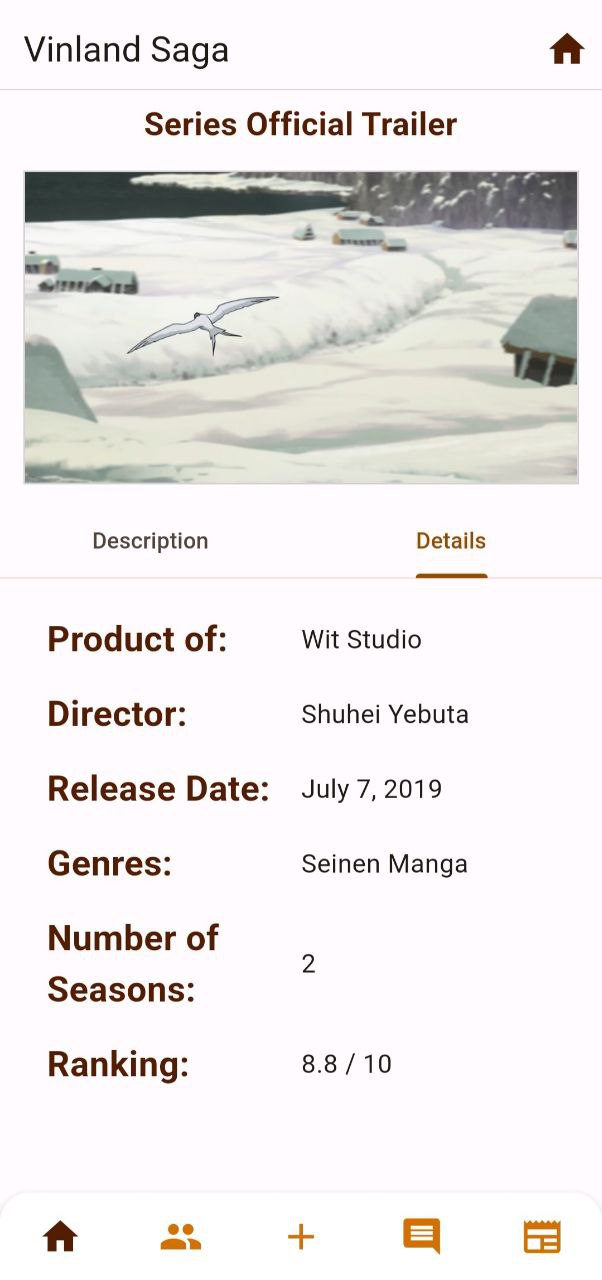 Vinland Saga
Series Official Trailer
Description
Details
Product of:
Wit Studio
Director:
Shuhei Yebuta
Release Date:
July 7, 2019
Genres:
Seinen Manga
Number of
Seasons:
2
Ranking:
8.8 / 10